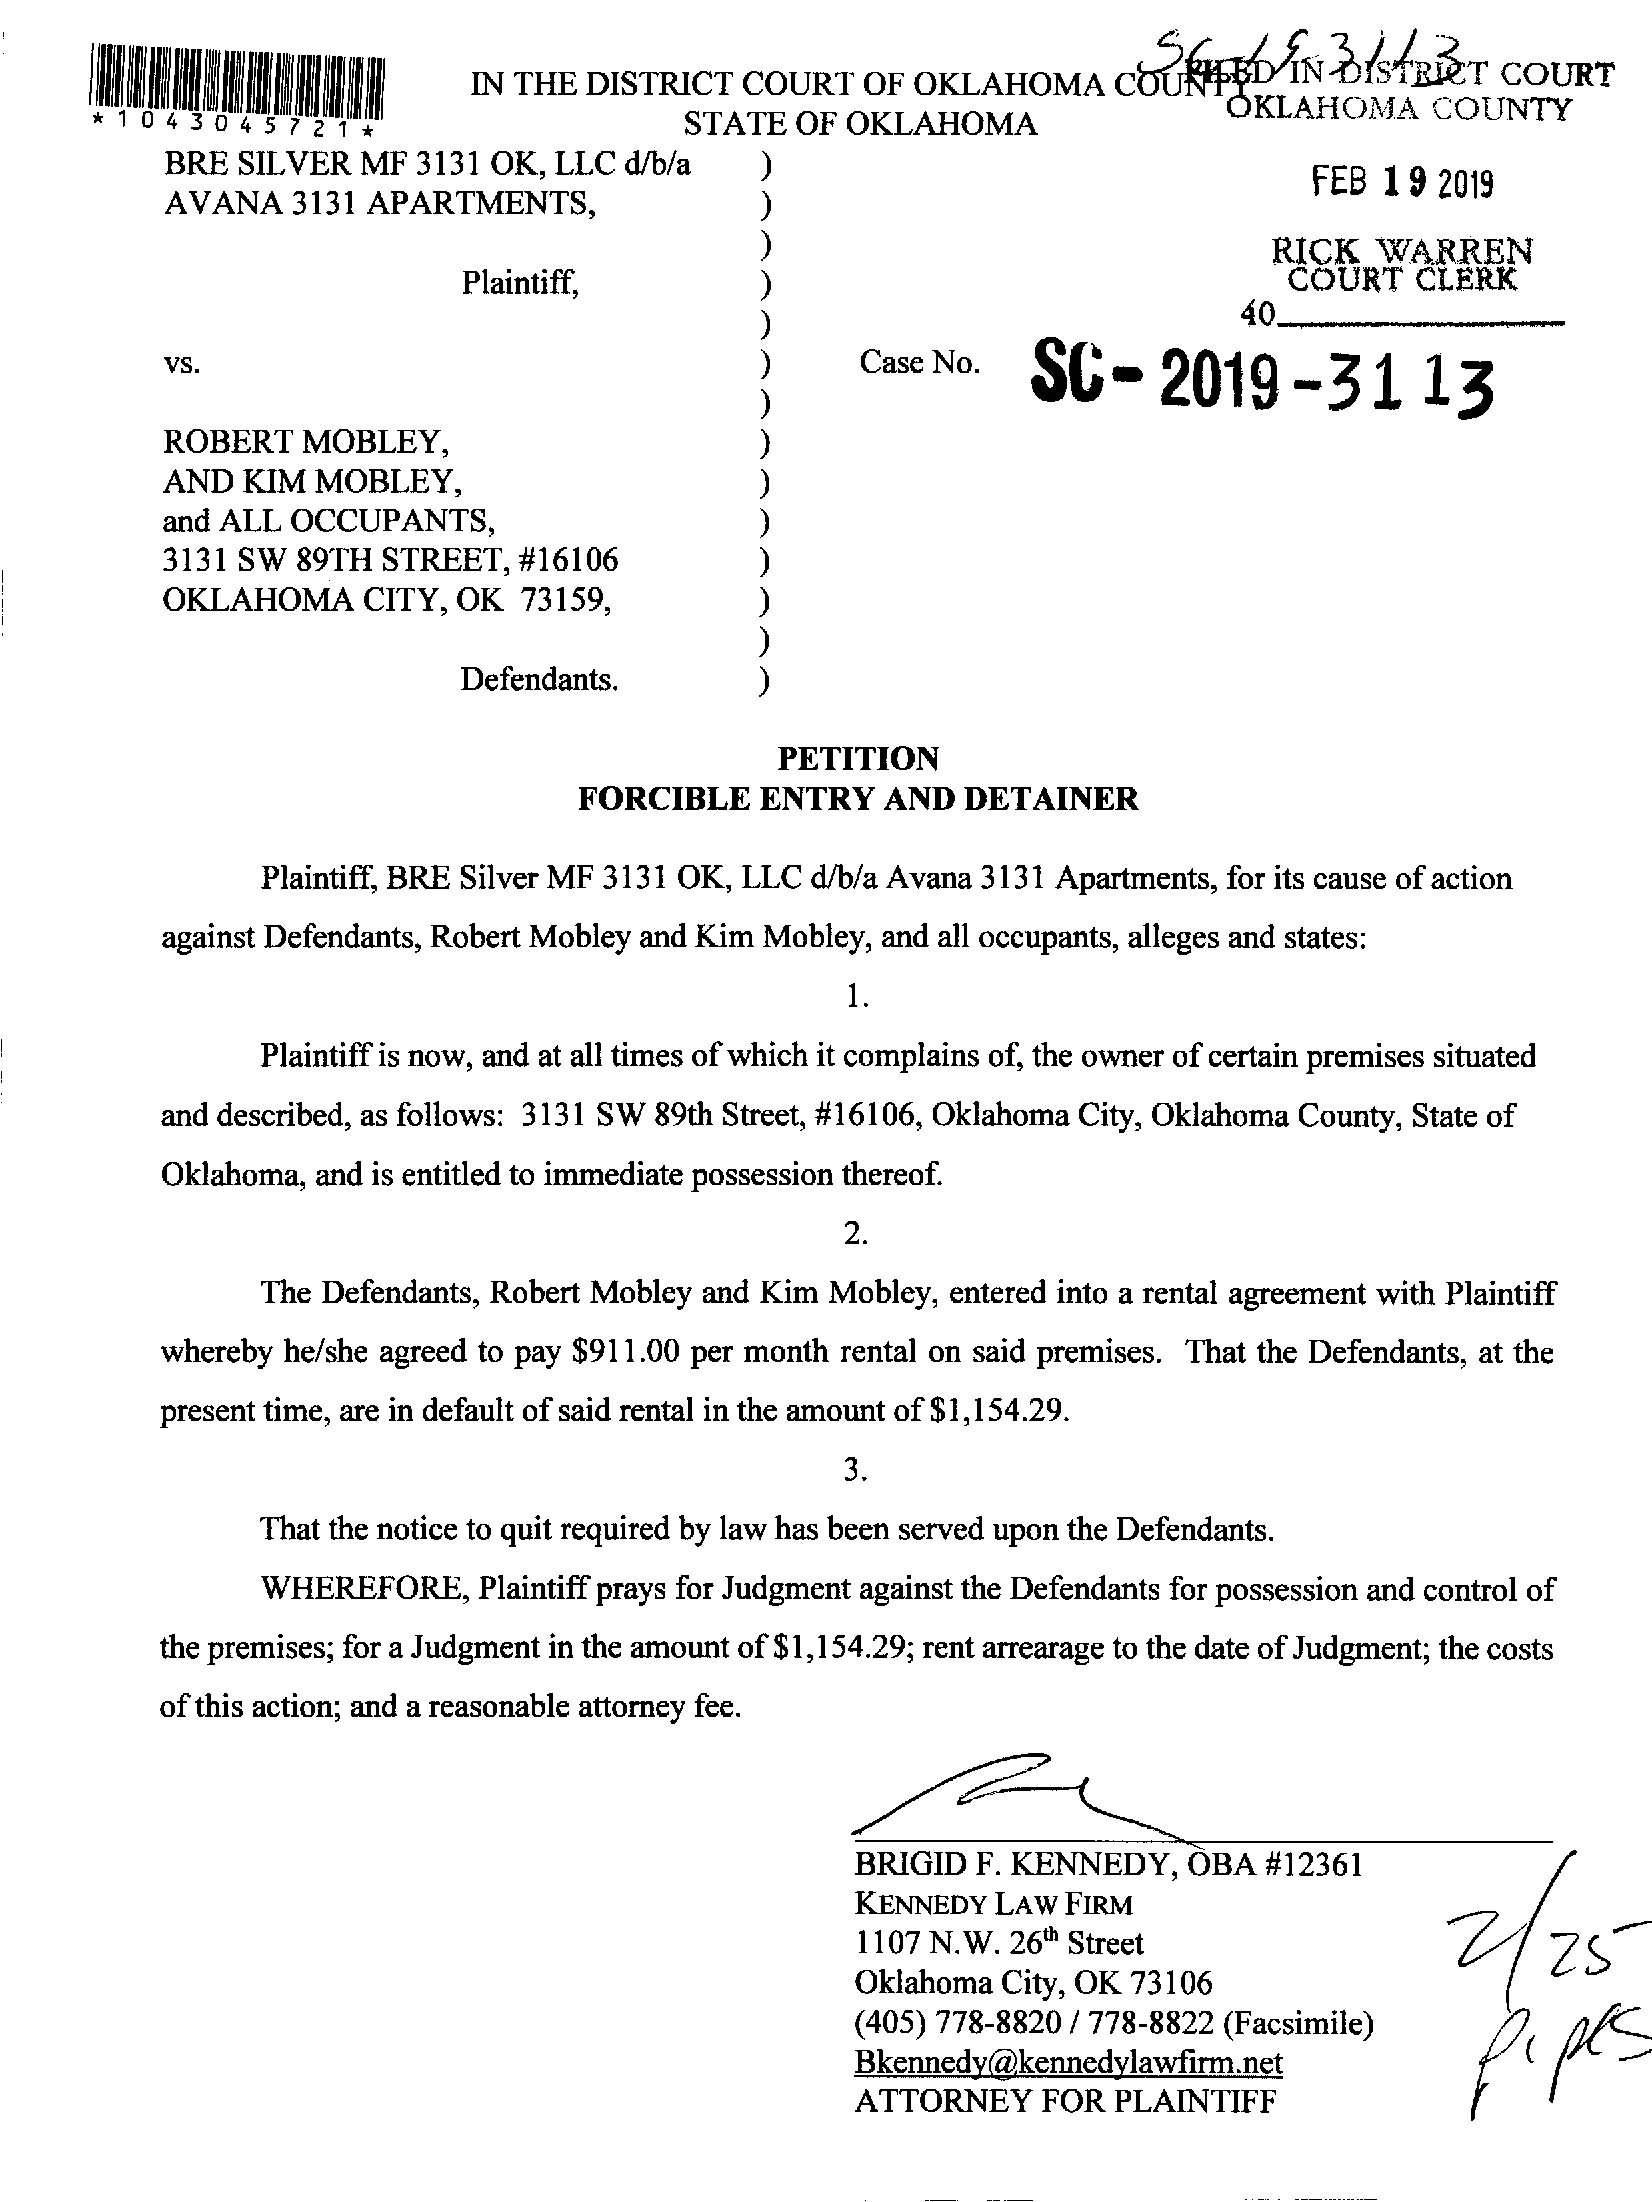 SC-19-3113
IN THE DISTRICT COURT OF OKLAHOMA COUNTY
STATE OF OKLAHOMA
FILED IN DISTRICT COURT
OKLAHOMA COUNTY
*1043045721*
FEB 19 2019
RICK WARREN
COURT CLERK
40
BRE SILVER MF 3131 OK, LLC d/b/a )
AVANA 3131 APARTMENTS, )
)
Plaintiff, )
)
vs. ) Case No. SC-2019-3113
)
ROBERT MOBLEY, )
AND KIM MOBLEY, )
and ALL OCCUPANTS, )
3131 SW 89TH STREET, #16106 )
OKLAHOMA CITY, OK 73159, )
)
Defendants. )
PETITION
FORCIBLE ENTRY AND DETAINER
Plaintiff, BRE Silver MF 3131 OK, LLC d/b/a Avana 3131 Apartments, for its cause of action
against Defendants, Robert Mobley and Kim Mobley, and all occupants, alleges and states:
1.
Plaintiff is now, and at all times of which it complains of, the owner of certain premises situated
and described, as follows: 3131 SW 89th Street, #16106, Oklahoma City, Oklahoma County, State of
Oklahoma, and is entitled to immediate possession thereof.
2.
The Defendants, Robert Mobley and Kim Mobley, entered into a rental agreement with Plaintiff
whereby he/she agreed to pay $911.00 per month rental on said premises. That the Defendants, at the
present time, are in default of said rental in the amount of $1,154.29.
3.
That the notice to quit required by law has been served upon the Defendants.
WHEREFORE, Plaintiff prays for Judgment against the Defendants for possession and control of
the premises; for a Judgment in the amount of $1,154.29; rent arrearage to the date of Judgment; the costs
of this action; and a reasonable attorney fee.
BRIGID F. KENNEDY, OBA #12361
KENNEDY LAW FIRM
1107 N.W. 26th Street
Oklahoma City, OK 73106
(405) 778-8820 / 778-8822 (Facsimile)
Bkennedy@kennedylawfirm.net
ATTORNEY FOR PLAINTIFF
2/25